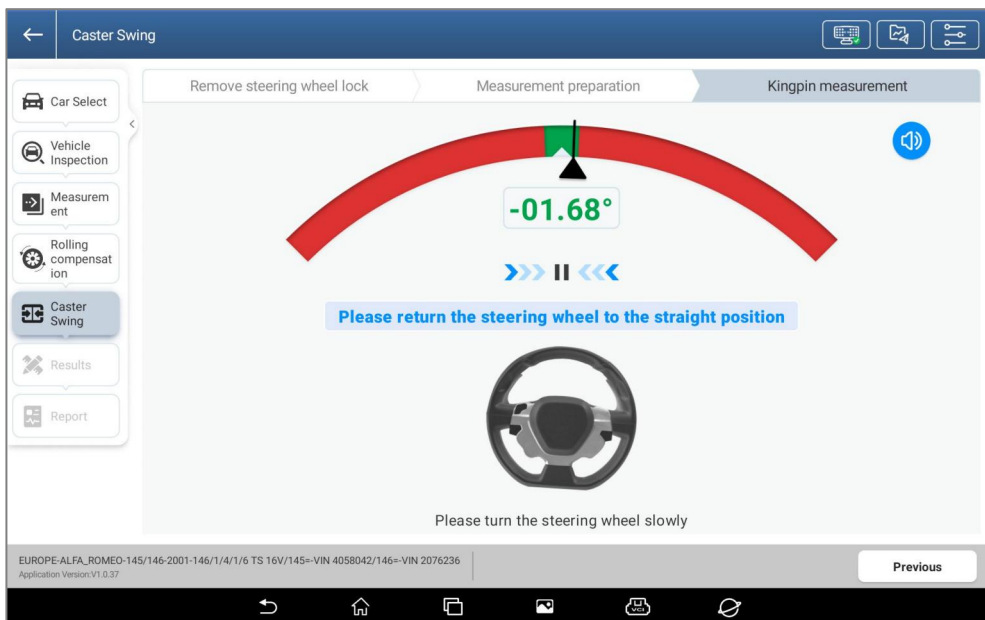 Caster Swing
Remove steering wheel lock
Measurement preparation
Kingpin measurement
Car Select
Vehicle
Inspection
Measurem
ent
Rolling
compensat
ion
Caster
Swing
Results
Report
-01.68°
Please return the steering wheel to the straight position
Please turn the steering wheel slowly
EUROPE-ALFA_ROMEO-145/146-2001-146/1/4/1/6 TS 16V/145=-VIN 4058042/146=-VIN 2076236
Application Version:V1.0.37
Previous
VCI